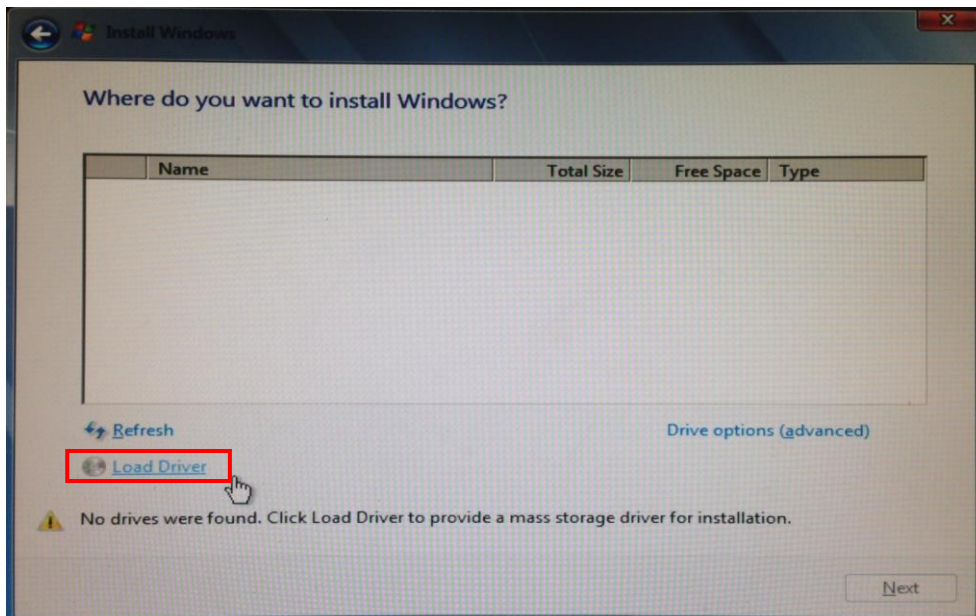 Install Windows
Where do you want to install Windows?
Name Total Size Free Space Type
Refresh Drive options (advanced)
Load Driver
No drives were found. Click Load Driver to provide a mass storage driver for installation.
Next